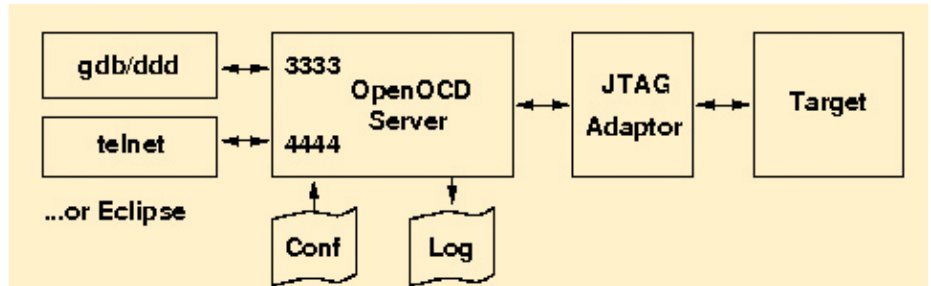 gdb/ddd
3333
OpenOCD
Server
JTAG
Adaptor
Target
telnet
4444
...or Eclipse
Conf
Log